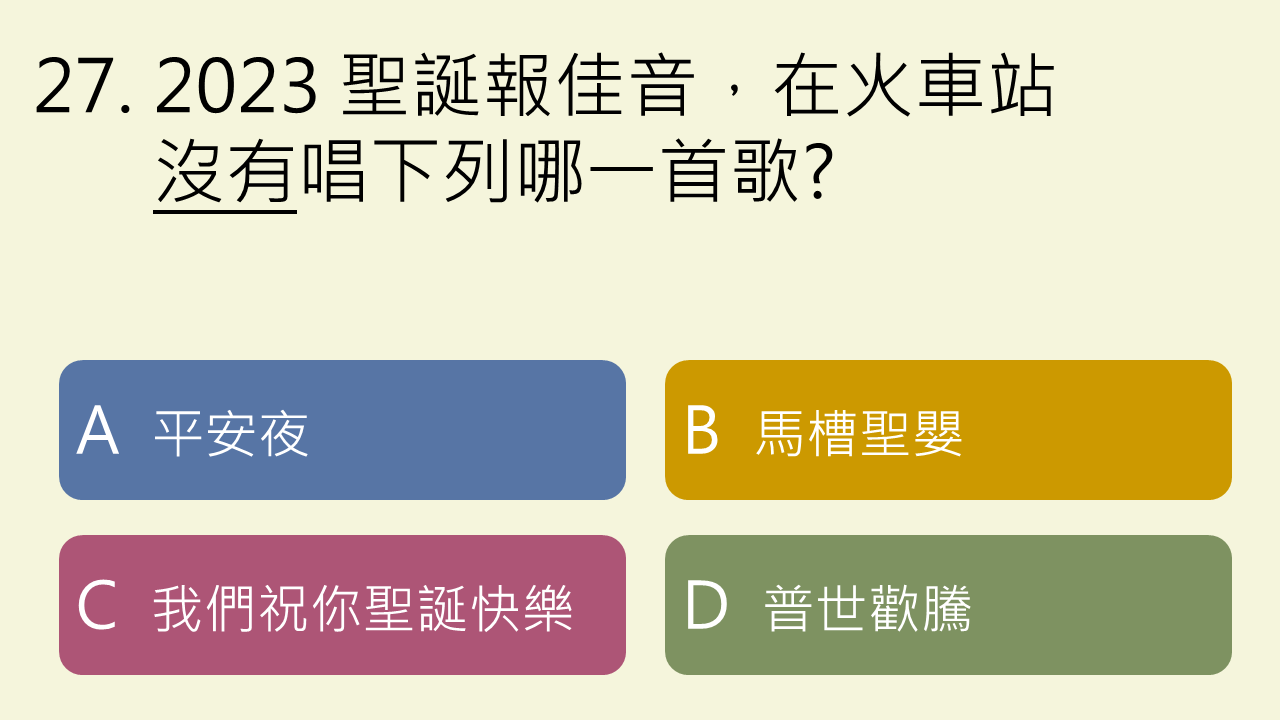 27. 2023 聖誕報佳音，在火車站
沒有唱下列哪一首歌?
A 平安夜
B 馬槽聖嬰
C 我們祝你聖誕快樂
D 普世歡騰